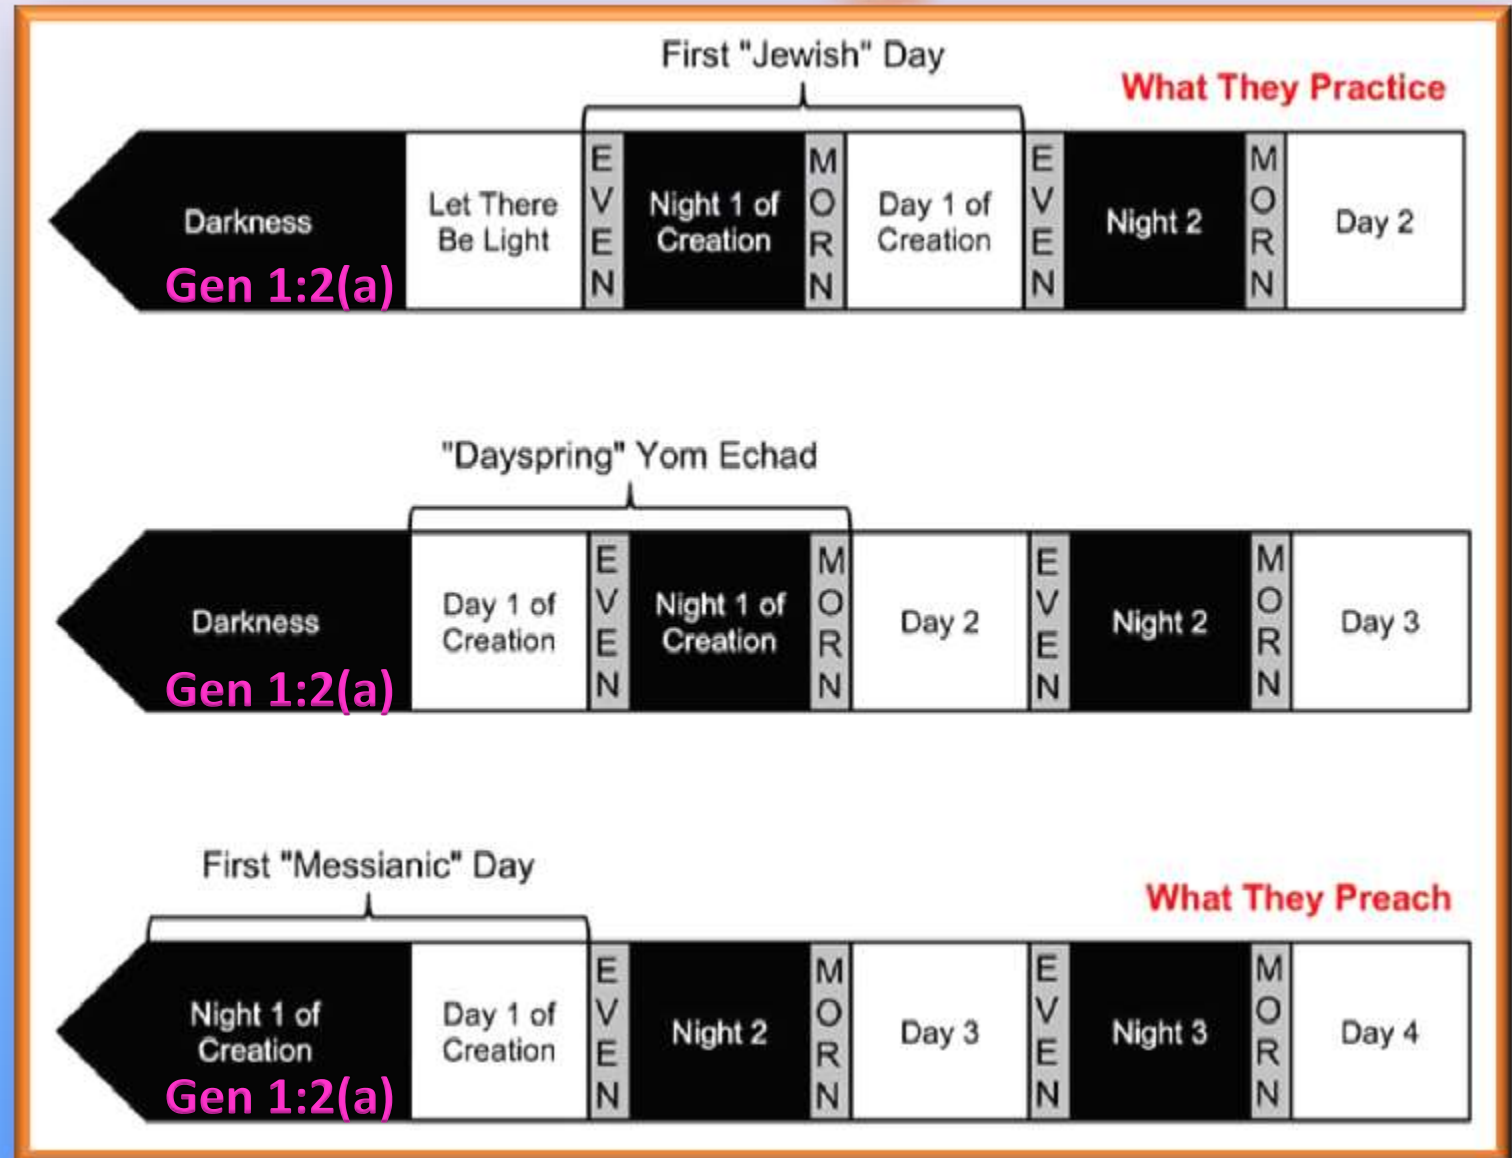 First "Jewish" Day
What They Practice
Darkness
Gen 1:2(a)
Let There
Be Light
EVEN
Night 1 of
Creation
MORN
Day 1 of
Creation
EVEN
Night 2
MORN
Day 2
"Dayspring" Yom Echad
Darkness
Gen 1:2(a)
Day 1 of
Creation
EVEN
Night 1 of
Creation
MORN
Day 2
EVEN
Night 2
MORN
Day 3
First "Messianic" Day
What They Preach
Night 1 of
Creation
Gen 1:2(a)
Day 1 of
Creation
EVEN
Night 2
MORN
Day 3
EVEN
Night 3
MORN
Day 4